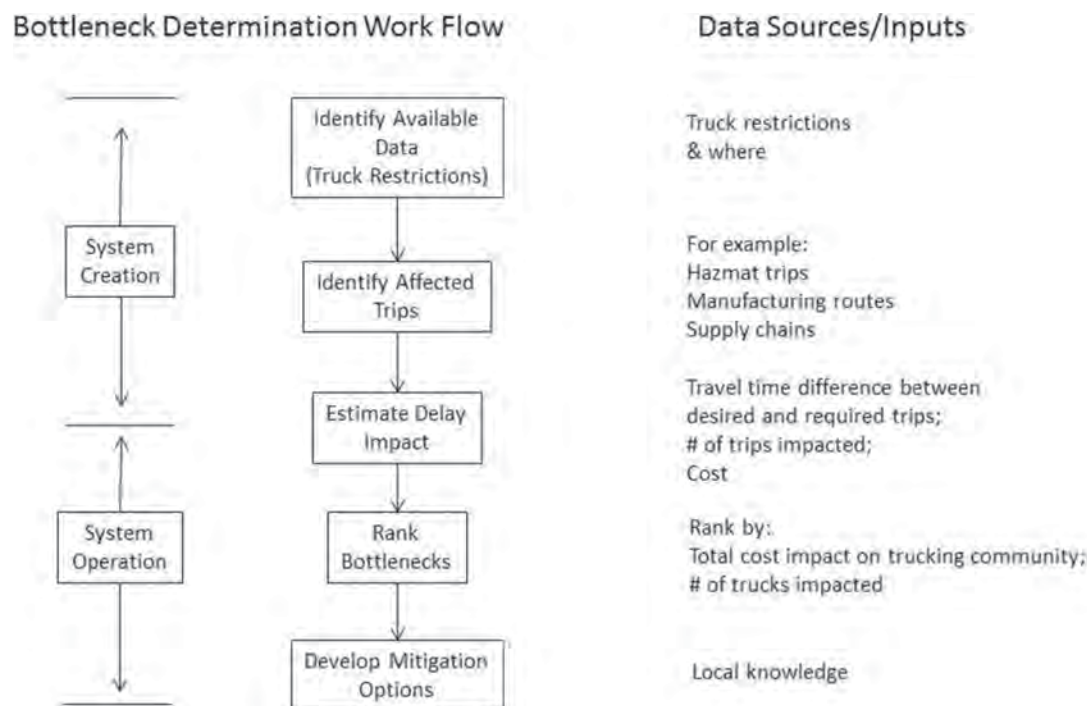 Bottleneck Determination Work Flow
Data Sources/Inputs
Identify Available
Data
(Truck Restrictions)
Truck restrictions
& where
System
Creation
Identify Affected
Trips
For example:
Hazmat trips
Manufacturing routes
Supply chains
Estimate Delay
Impact
Travel time difference between
desired and required trips;
# of trips impacted;
Cost
System
Operation
Rank
Bottlenecks
Rank by:
Total cost impact on trucking community;
# of trucks impacted
Develop Mitigation
Options
Local knowledge